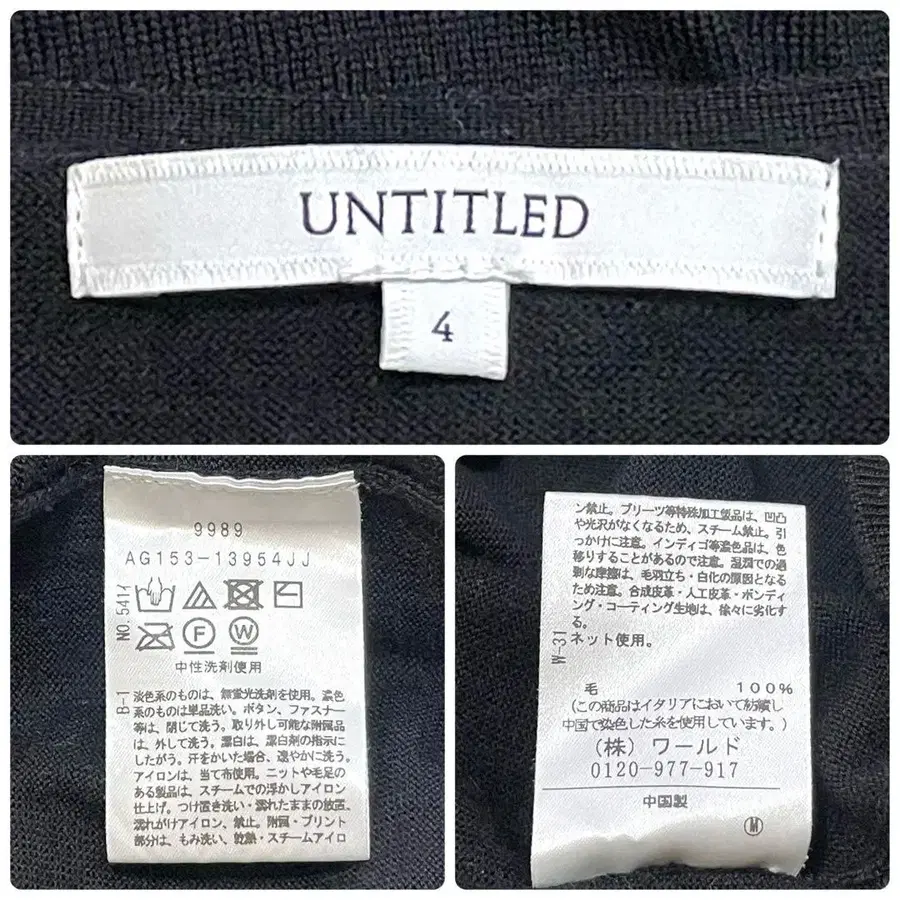 UNTITLED
4
9989
AG153-13954JJ
NO.541イ
F
W
中性洗剤使用
B-1
淡色系のものは、無蛍光洗剤を使用。濃色
系のものは単品洗い。ボタン、ファスナー
等は、閉じて洗う。取り外し可能な附属品
は、外して洗う。漂白は、漂白剤の指示に
したがう。汗をかいた場合、速やかに洗う。
アイロンは、当て布使用。ニットや毛足の
ある製品は、スチームでの浮かしアイロン
仕上げ。つけ置き洗い・濡れたままの放置、
濡れがけアイロン、禁止。附属・プリント
部分は、もみ洗い、乾熱・スチームアイロ
ン禁止。プリーツ等特殊加工製品は、凹凸
や光沢がなくなるため、スチーム禁止。引
っかけに注意。インディゴ等濃色品は、色
移りすることがあるので注意。湿潤での過
剰な摩擦は、毛羽立ち・白化の原因となる
ため注意。合成皮革・人工皮革・ボンディ
ング・コーティング生地は、徐々に劣化す
る。
W-31
ネット使用。
毛 100%
(この商品はイタリアにおいて紡績し
中国で染色した糸を使用しています。)
(株) ワールド
0120-977-917
中国製
M